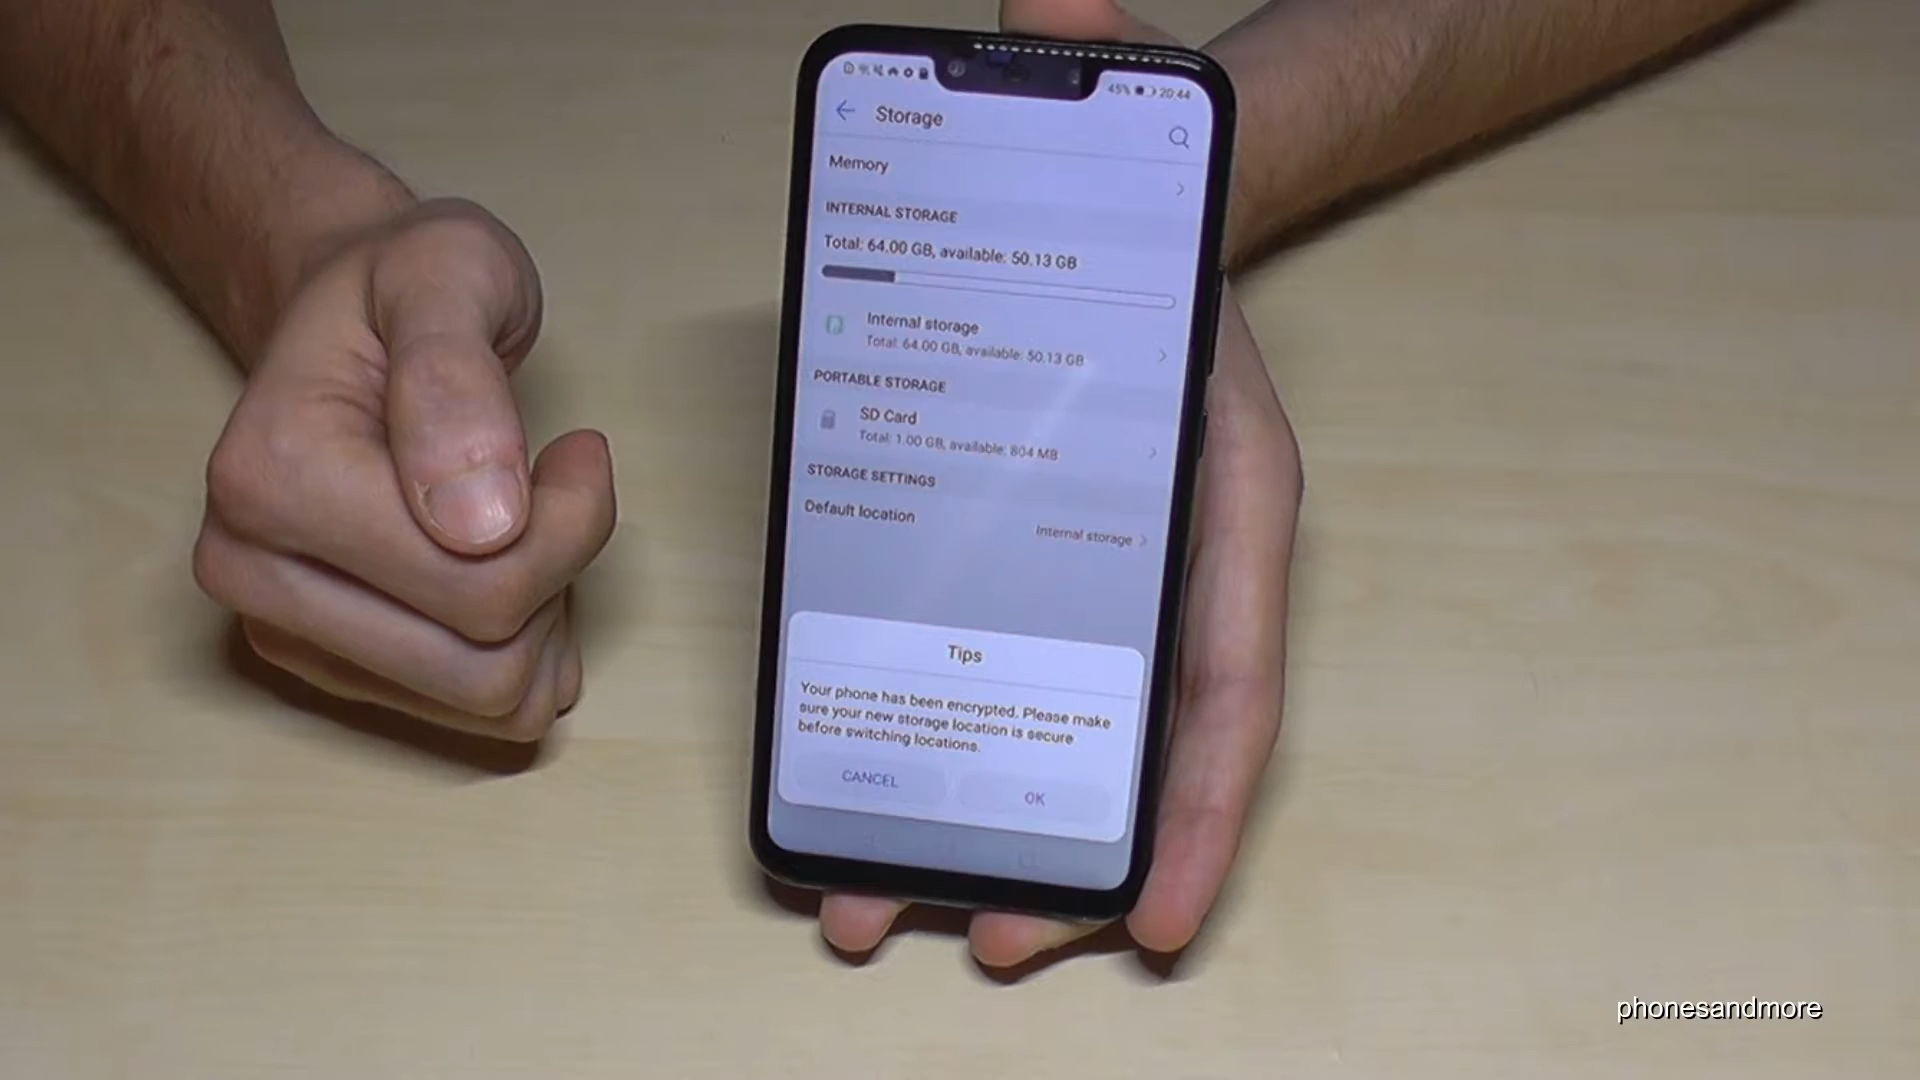 45% 20:44
Storage
Memory
INTERNAL STORAGE
Total: 64.00 GB, available: 50.13 GB
Internal storage
Total: 64.00 GB, available: 50.13 GB
PORTABLE STORAGE
SD Card
Total: 1.00 GB, available: 804 MB
STORAGE SETTINGS
Default location
Internal storage
Tips
Your phone has been encrypted. Please make
sure your new storage location is secure
before switching locations.
CANCEL OK
phonesandmore